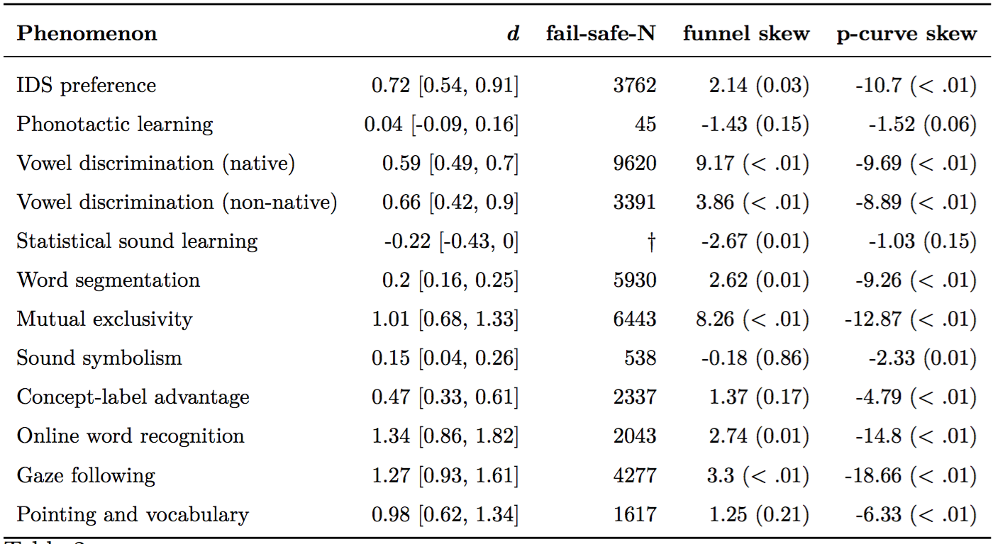 Phenomenon d fail-safe-N funnel skew p-curve skew
IDS preference 0.72 [0.54, 0.91] 3762 2.14 (0.03) -10.7 (< .01)
Phonotactic learning 0.04 [-0.09, 0.16] 45 -1.43 (0.15) -1.52 (0.06)
Vowel discrimination (native) 0.59 [0.49, 0.7] 9620 9.17 (< .01) -9.69 (< .01)
Vowel discrimination (non-native) 0.66 [0.42, 0.9] 3391 3.86 (< .01) -8.89 (< .01)
Statistical sound learning -0.22 [-0.43, 0] † -2.67 (0.01) -1.03 (0.15)
Word segmentation 0.2 [0.16, 0.25] 5930 2.62 (0.01) -9.26 (< .01)
Mutual exclusivity 1.01 [0.68, 1.33] 6443 8.26 (< .01) -12.87 (< .01)
Sound symbolism 0.15 [0.04, 0.26] 538 -0.18 (0.86) -2.33 (0.01)
Concept-label advantage 0.47 [0.33, 0.61] 2337 1.37 (0.17) -4.79 (< .01)
Online word recognition 1.34 [0.86, 1.82] 2043 2.74 (0.01) -14.8 (< .01)
Gaze following 1.27 [0.93, 1.61] 4277 3.3 (< .01) -18.66 (< .01)
Pointing and vocabulary 0.98 [0.62, 1.34] 1617 1.25 (0.21) -6.33 (< .01)